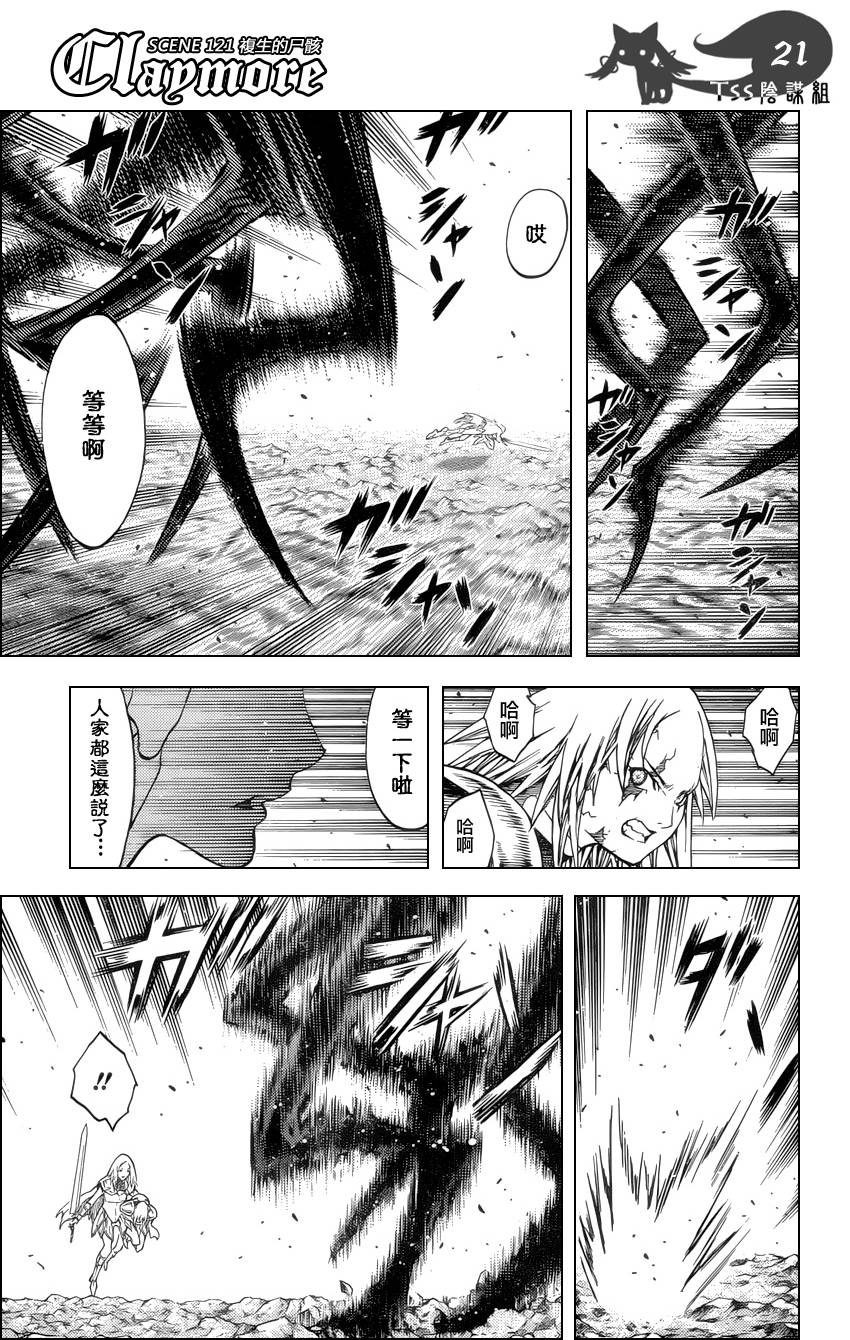 SCENE 121 複生的尸骸
Claymore
21
Tss陰謀組
ガシャン
ガシャン
ガシャン
哎
ガシャン
ガシャン
ガシャン
等等啊
哈啊
哈啊
哈啊
等一下啦
人家都這麼説了…
ダッ
ガガッ
!!